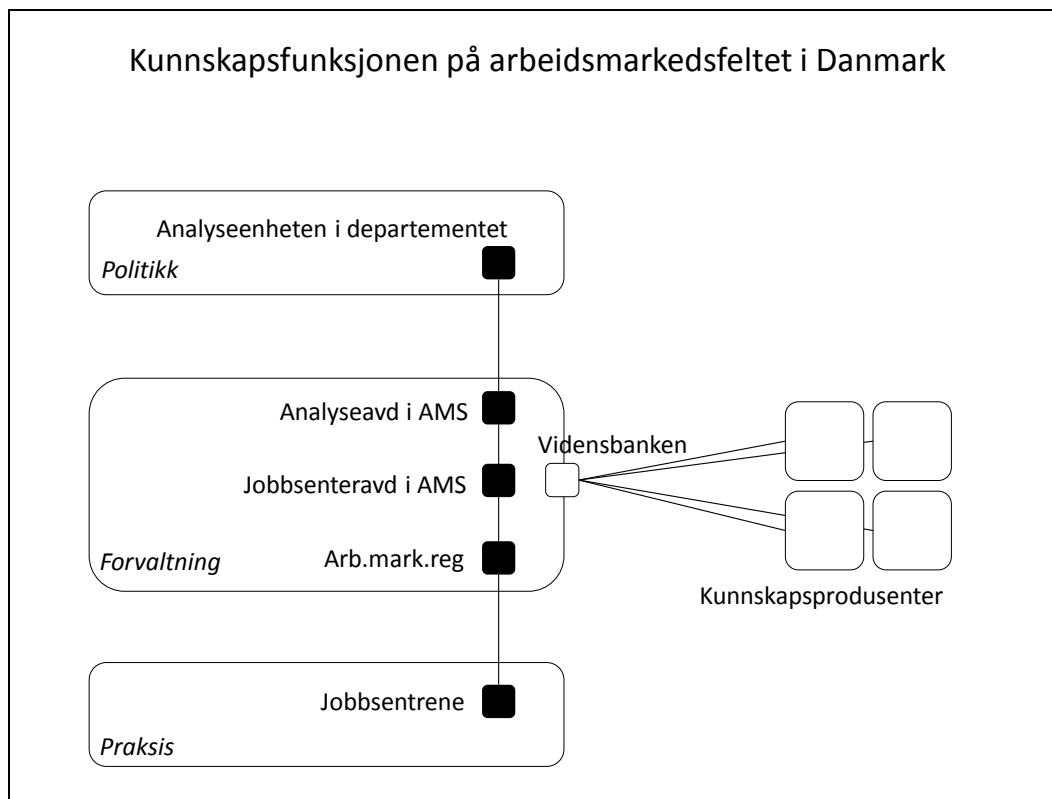 Kunnskapsfunksjonen på arbeidsmarkedsfeltet i Danmark
Analyseenheten i departementet
Politikk
Analyseavd i AMS
Vidensbanken
Jobbsenteravd i AMS
Forvaltning
Arb.mark.reg
Kunnskapsprodusenter
Jobbsentrene
Praksis